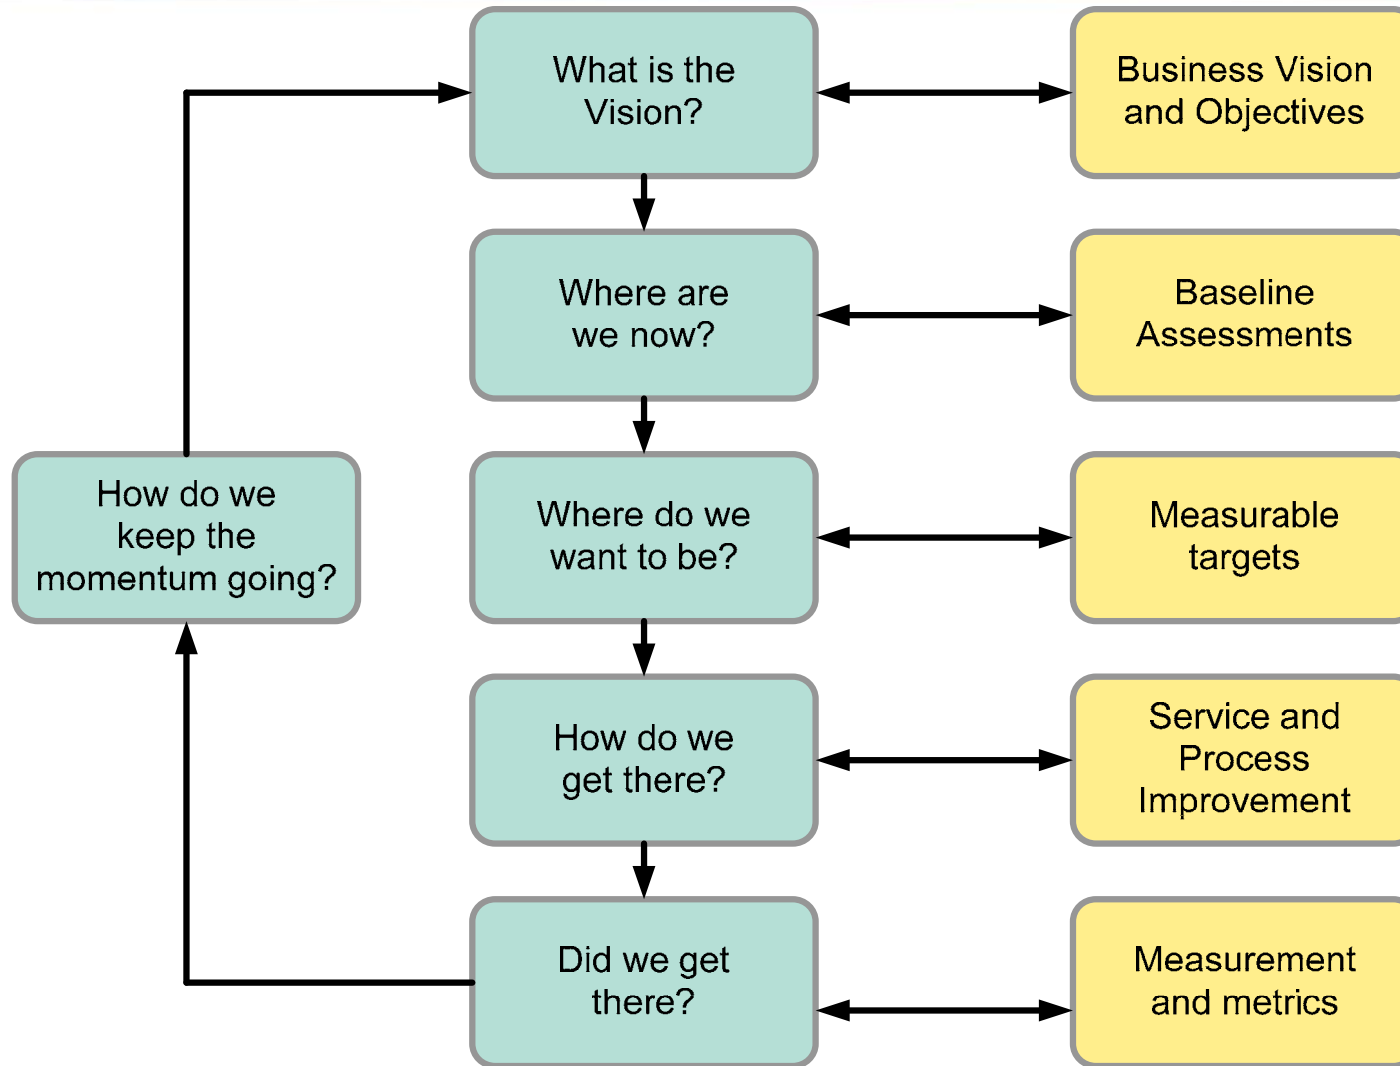 What is the
Vision?
Business Vision
and Objectives
Where are
we now?
Baseline
Assessments
How do we
keep the
momentum going?
Where do we
want to be?
Measurable
targets
How do we
get there?
Service and
Process
Improvement
Did we get
there?
Measurement
and metrics